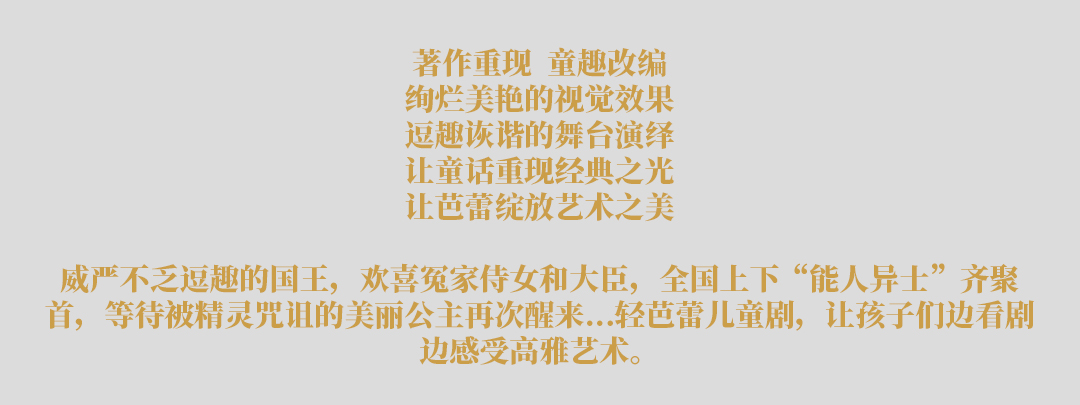 著作重现 童趣改编
绚烂美艳的视觉效果
逗趣诙谐的舞台演绎
让童话重现经典之光
让芭蕾绽放艺术之美
威严不乏逗趣的国王，欢喜冤家侍女和大臣，全国上下“能人异士”齐聚
首，等待被精灵咒诅的美丽公主再次醒来...轻芭蕾儿童剧，让孩子们边看剧
边感受高雅艺术。